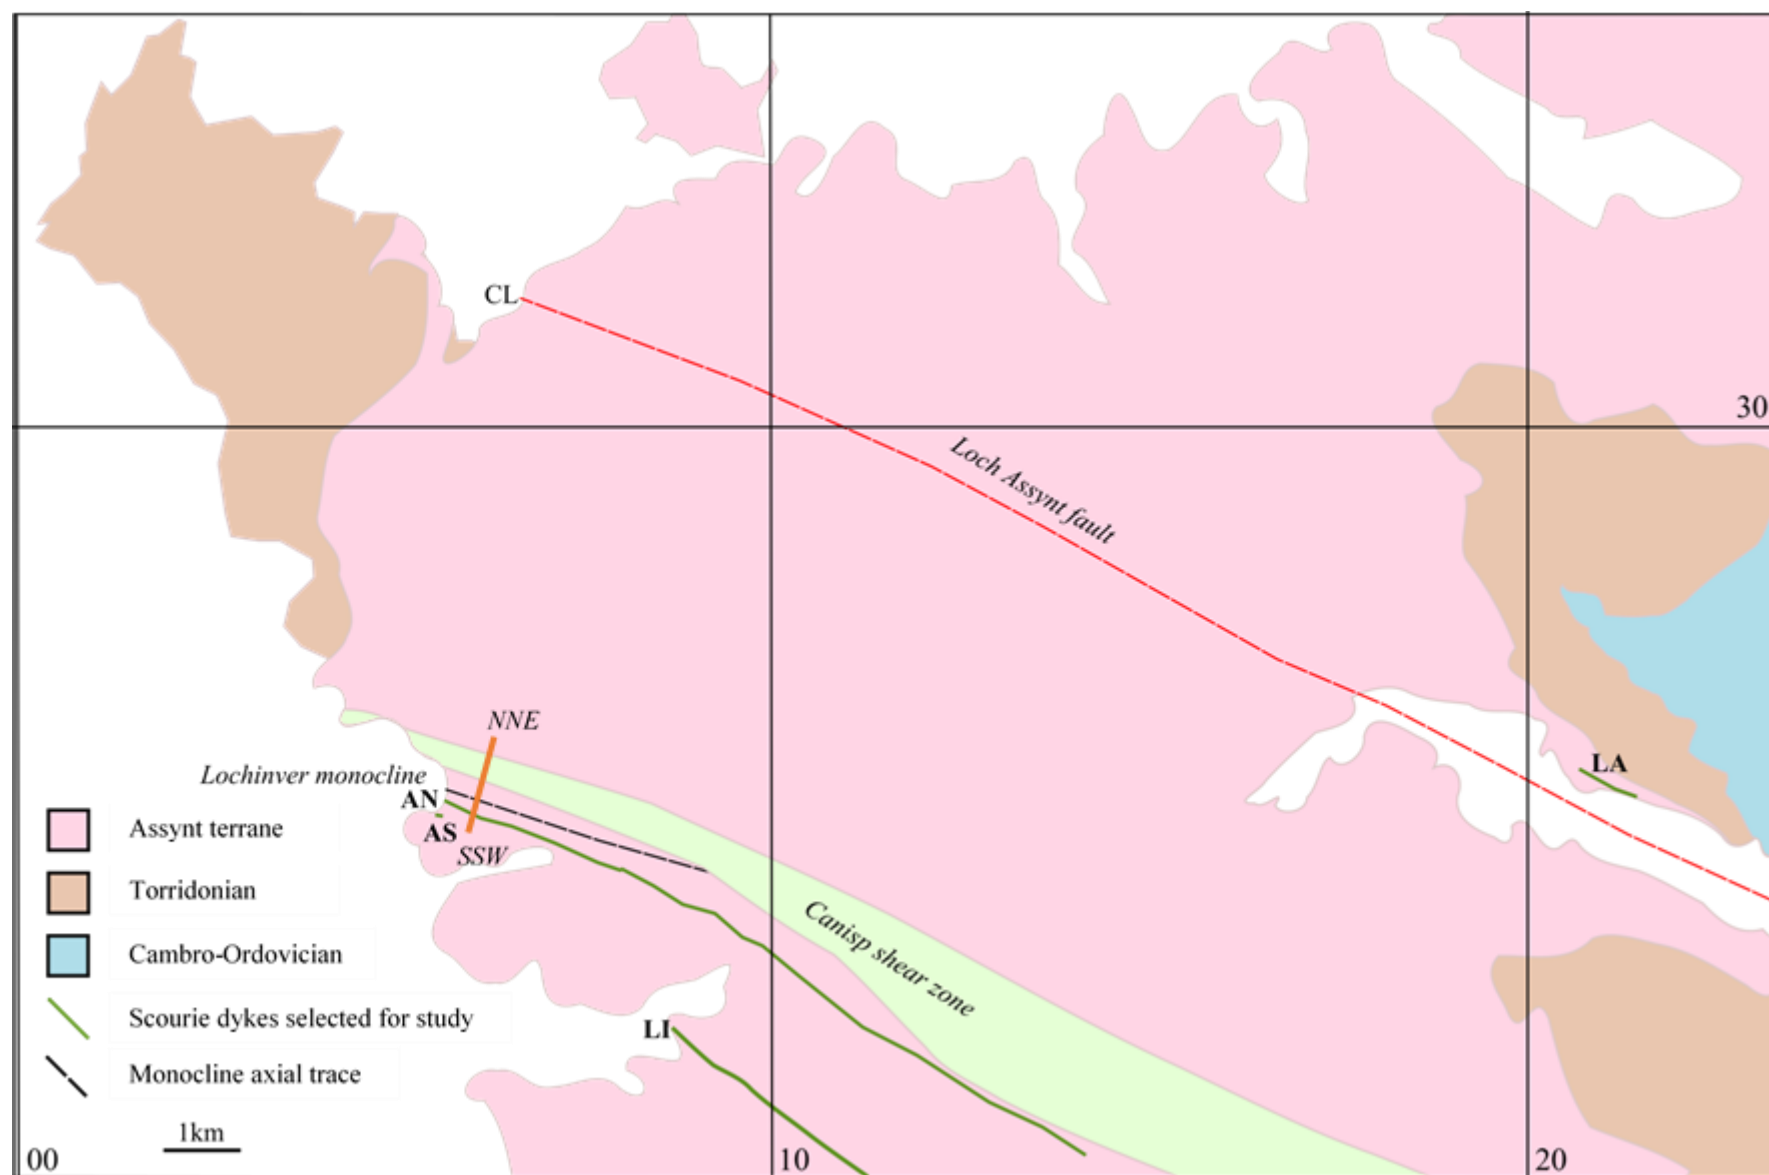 CL
30
Loch Assynt fault
NNE
LA
Lochinver monocline
AN
AS
SSW
Assynt terrane
Torridonian
Canisp shear zone
Cambro-Ordovician
Scourie dykes selected for study
LI
Monocline axial trace
1km
00
10
20